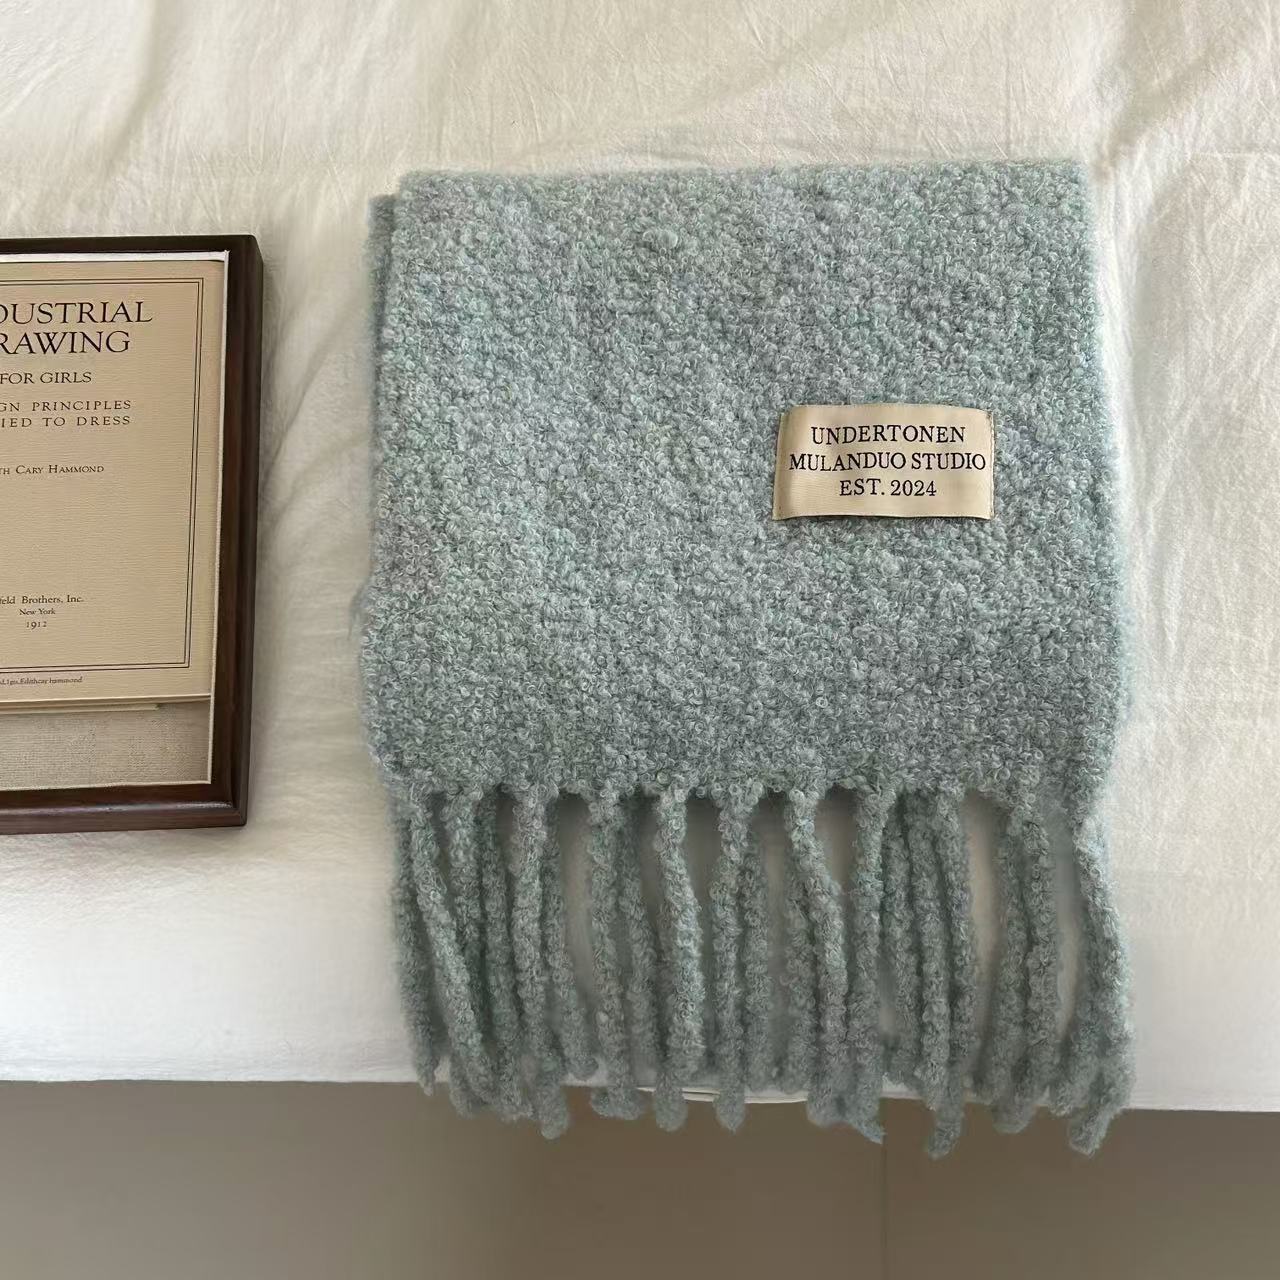 DUSTRIAL
RAWING
FOR GIRLS
GN PRINCIPLES
IED TO DRESS
TH CARY HAMMOND
feld Brothers, Inc.
New York
1912
UNDERTONEN
MULANDUO STUDIO
EST. 2024